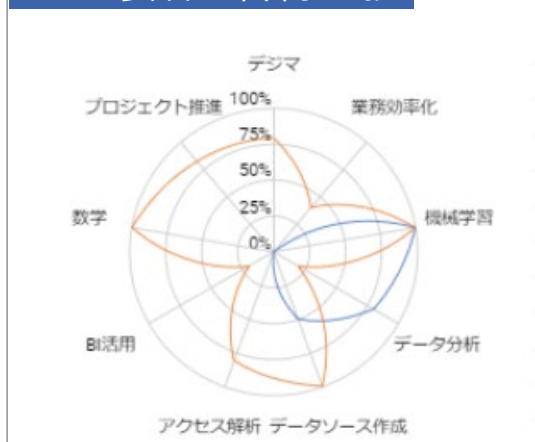 デジマ
プロジェクト推進
100%
業務効率化
75%
50%
25%
0%
数学
機械学習
BI活用
データ分析
アクセス解析
データソース作成